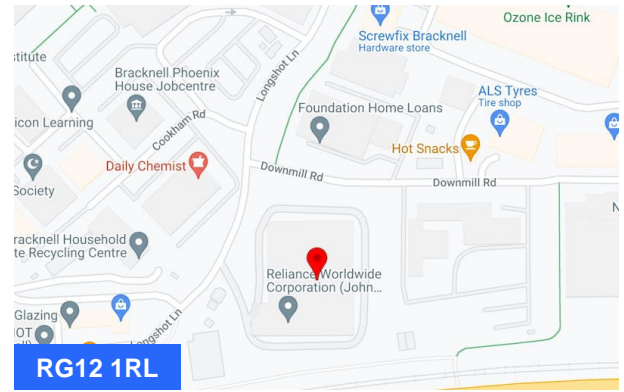 Ozone Ice Rink
Screwfix Bracknell
Hardware store
stitute
Longshot Ln
Bracknell Phoenix
House Jobcentre
ALS Tyres
Tire shop
Foundation Home Loans
icon Learning
Cookham Rd
Hot Snacks
Daily Chemist
Downmill Rd
Downmill Rd
Society
N
racknell Household
te Recycling Centre
Reliance Worldwide
Corporation (John...
Glazing
Longshot Ln
RG12 1RL